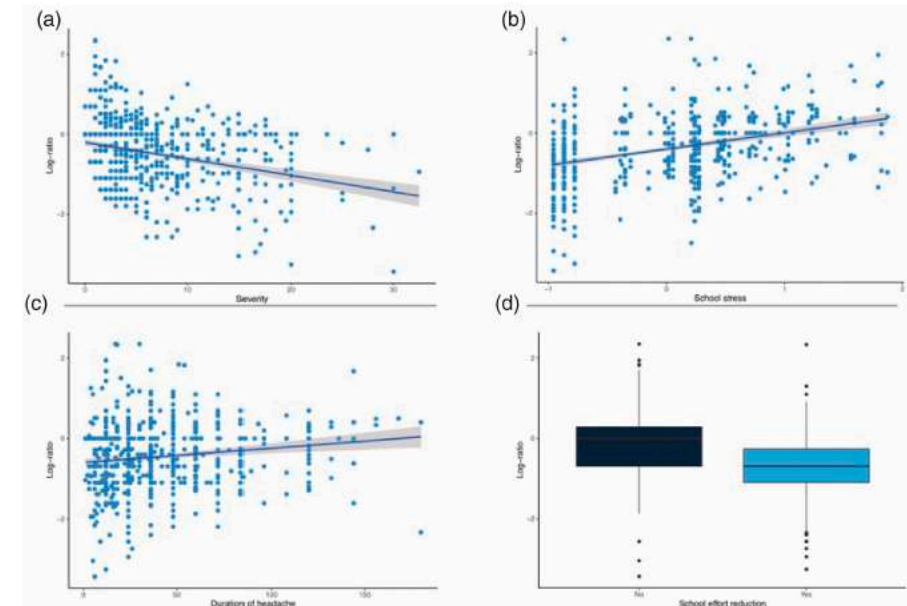 (a)
2
0
-2
Log-ratio
0
10
20
30
Severity
(b)
2
0
-2
Log-ratio
-1
0
1
2
School stress
(c)
2
0
-2
Log-ratio
0
50
100
150
Duration of headache
(d)
2
0
-2
Log-ratio
No
Yes
School effort reduction